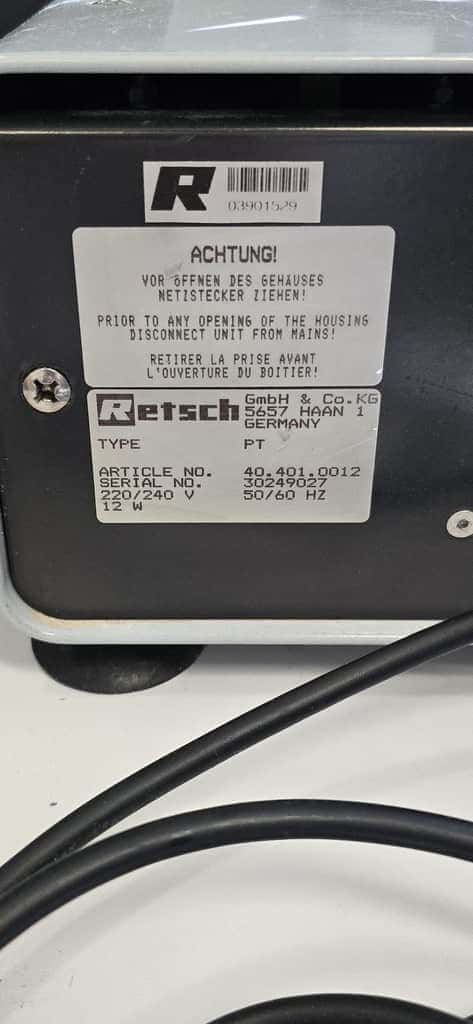 R
03901529
ACHTUNG!
VOR ÖFFNEN DES GEHÄUSES
NETZSTECKER ZIEHEN!
PRIOR TO ANY OPENING OF THE HOUSING
DISCONNECT UNIT FROM MAINS!
RETIRER LA PRISE AVANT
L'OUVERTURE DU BOITIER!
Retsch GmbH & Co.KG
5657 HAAN 1
GERMANY
TYPE PT
ARTICLE NO. 40.401.0012
SERIAL NO. 30249027
220/240 V 50/60 HZ
12 W